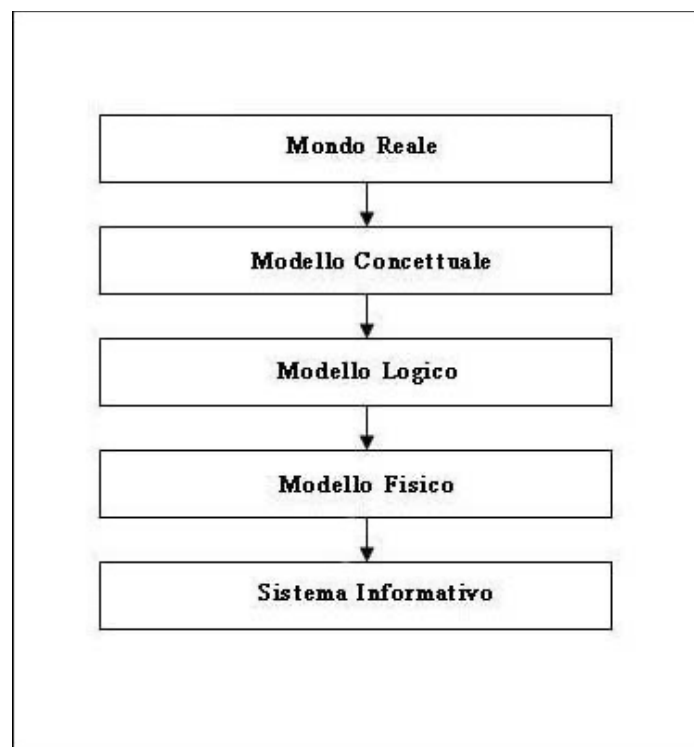 Mondo Reale
Modello Concettuale
Modello Logico
Modello Fisico
Sistema Informativo